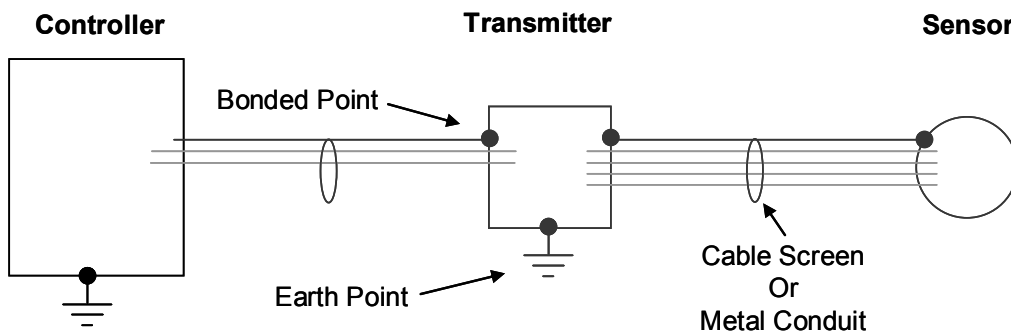 Controller
Transmitter
Sensor
Bonded Point
Earth Point
Cable Screen
Or
Metal Conduit